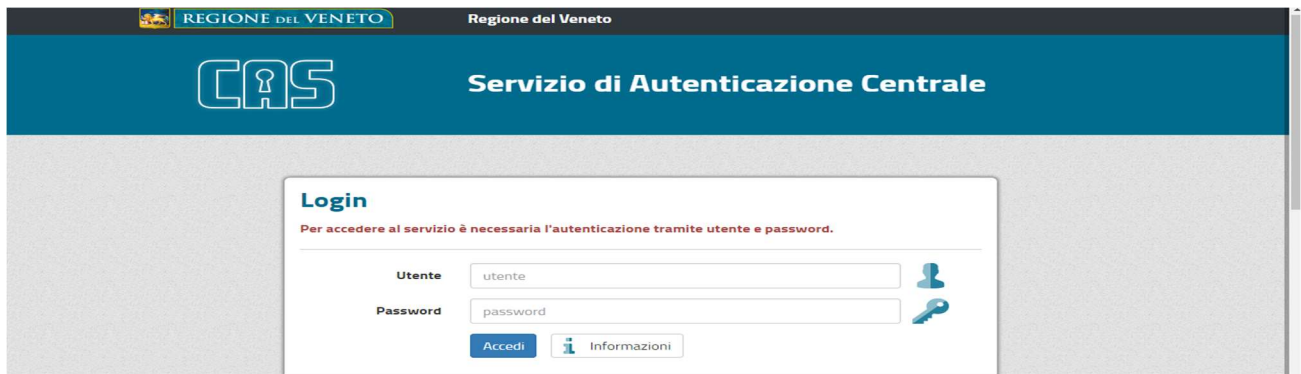 REGIONE DEL VENETO Regione del Veneto
CAS Servizio di Autenticazione Centrale
Login
Per accedere al servizio è necessaria l'autenticazione tramite utente e password.
Utente utente
Password password
Accedi i Informazioni